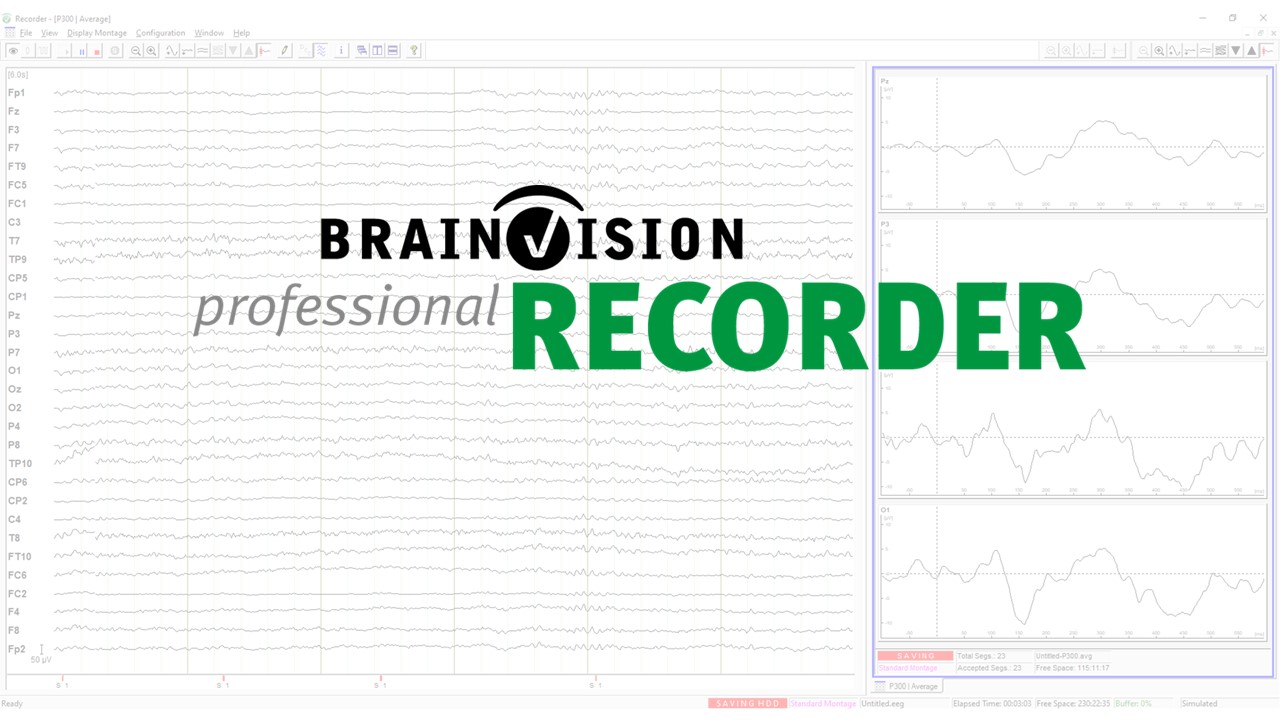 Recorder - [P300 | Average]
File View Display Montage Configuration Window Help
[6.0s]
Fp1
Fz
F3
F7
FT9
FC5
FC1
C3
T7
TP9
CP5
CP1
Pz
P3
P7
O1
Oz
O2
P4
P8
TP10
CP6
CP2
C4
T8
FT10
FC6
FC2
F4
F8
Fp2
50 µV
S 1 S 1 S 1 S 1
BRAINVISION
professional RECORDER
Pz
P3
O1
SAVING Total Segs.: 23 Untitled-P300.avg
Standard Montage Accepted Segs.: 23 Free Space: 115:11:17
P300 | Average
Ready SAVING HDD Standard Montage Untitled.eeg Elapsed Time: 00:03:03 Free Space: 230:22:35 Buffer: 0% Simulated